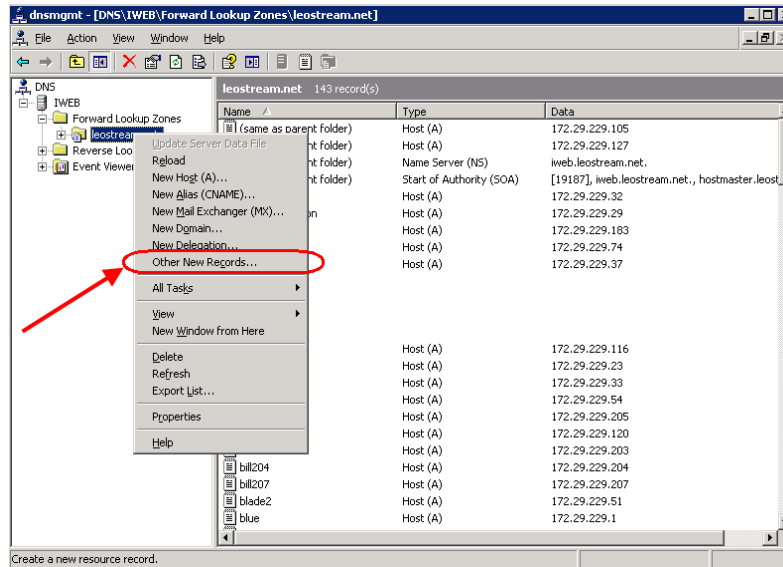 dnsmgmt - [DNS\IWEB\Forward Lookup Zones\leostream.net]
File Action View Window Help
DNS
IWEB
Forward Lookup Zones
Event Viewer
leostream.net 143 record(s)
Name Type Data
(same as parent folder) Host (A) 172.29.229.105
nt folder) Host (A) 172.29.229.127
nt folder) Name Server (NS) iweb.leostream.net.
nt folder) Start of Authority (SOA) [19187], iweb.leostream.net., hostmaster.leost
Host (A) 172.29.229.32
on Host (A) 172.29.229.29
Host (A) 172.29.229.183
Host (A) 172.29.229.74
Host (A) 172.29.229.37
Host (A) 172.29.229.116
Host (A) 172.29.229.23
Host (A) 172.29.229.33
Host (A) 172.29.229.54
Host (A) 172.29.229.205
Host (A) 172.29.229.120
Host (A) 172.29.229.203
bill204 Host (A) 172.29.229.204
bill207 Host (A) 172.29.229.207
blade2 Host (A) 172.29.229.51
blue Host (A) 172.29.229.1
Update Server Data File
Reload
New Host (A)...
New Alias (CNAME)...
New Mail Exchanger (MX)...
New Domain...
New Delegation...
Other New Records...
All Tasks
View
New Window from Here
Delete
Refresh
Export List...
Properties
Help
Create a new resource record.